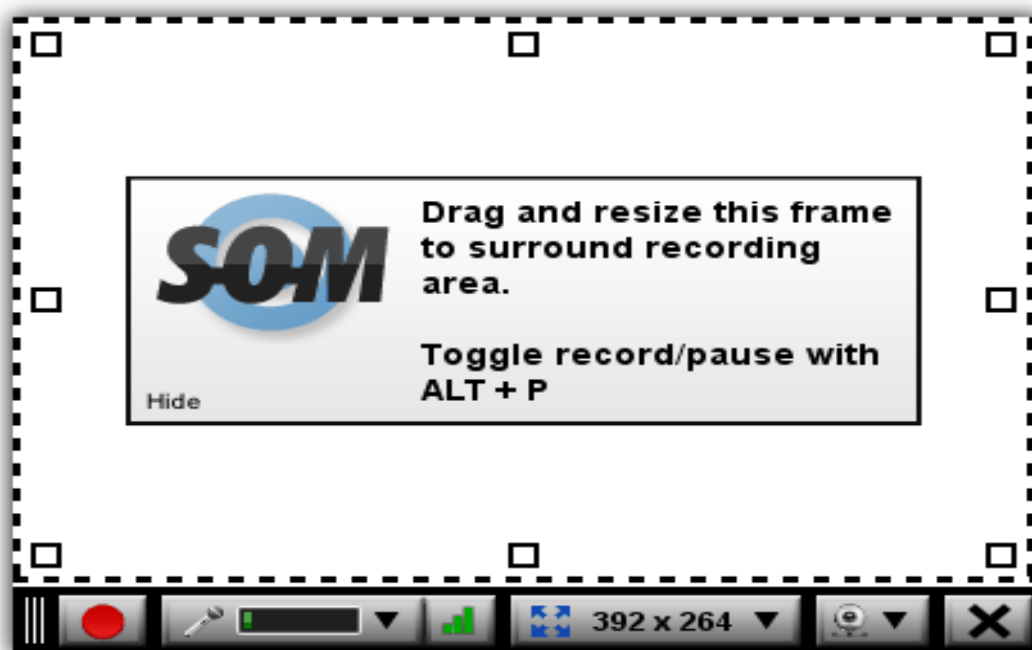 SOM
Drag and resize this frame
to surround recording
area.
Toggle record/pause with
ALT + P
Hide
392 x 264